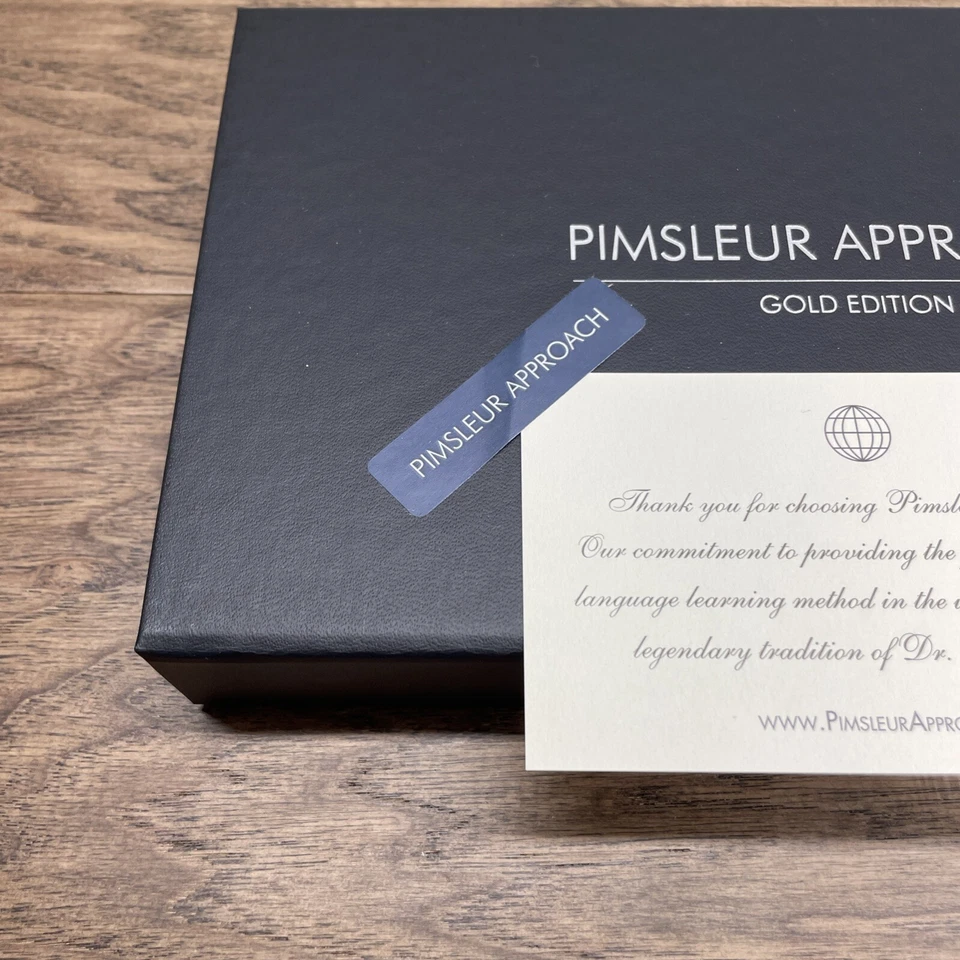 PIMSLEUR APPR
GOLD EDITION
PIMSLEUR APPROACH
Thank you for choosing Pimsl
Our commitment to providing the
language learning method in the
legendary tradition of Dr.
WWW.PIMSLEURAPPRO